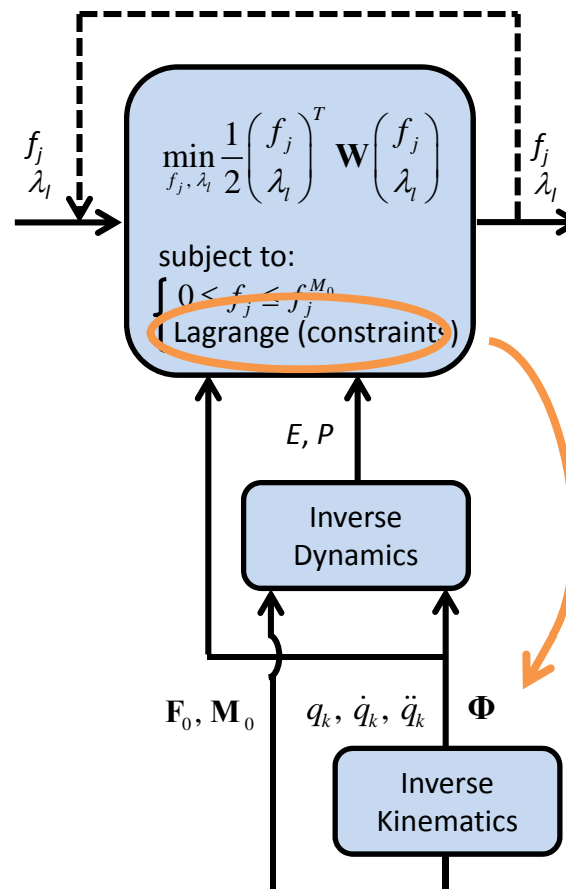 f_j
λ_l
min_{f_j, λ_l} 1/2 (f_j λ_l)^T W (f_j λ_l)
f_j
λ_l
subject to:
{ 0 ≤ f_j ≤ f_j^{M_0}
Lagrange (constraints)
E, P
Inverse
Dynamics
F_0, M_0 q_k, q̇_k, q̈_k Φ
Inverse
Kinematics